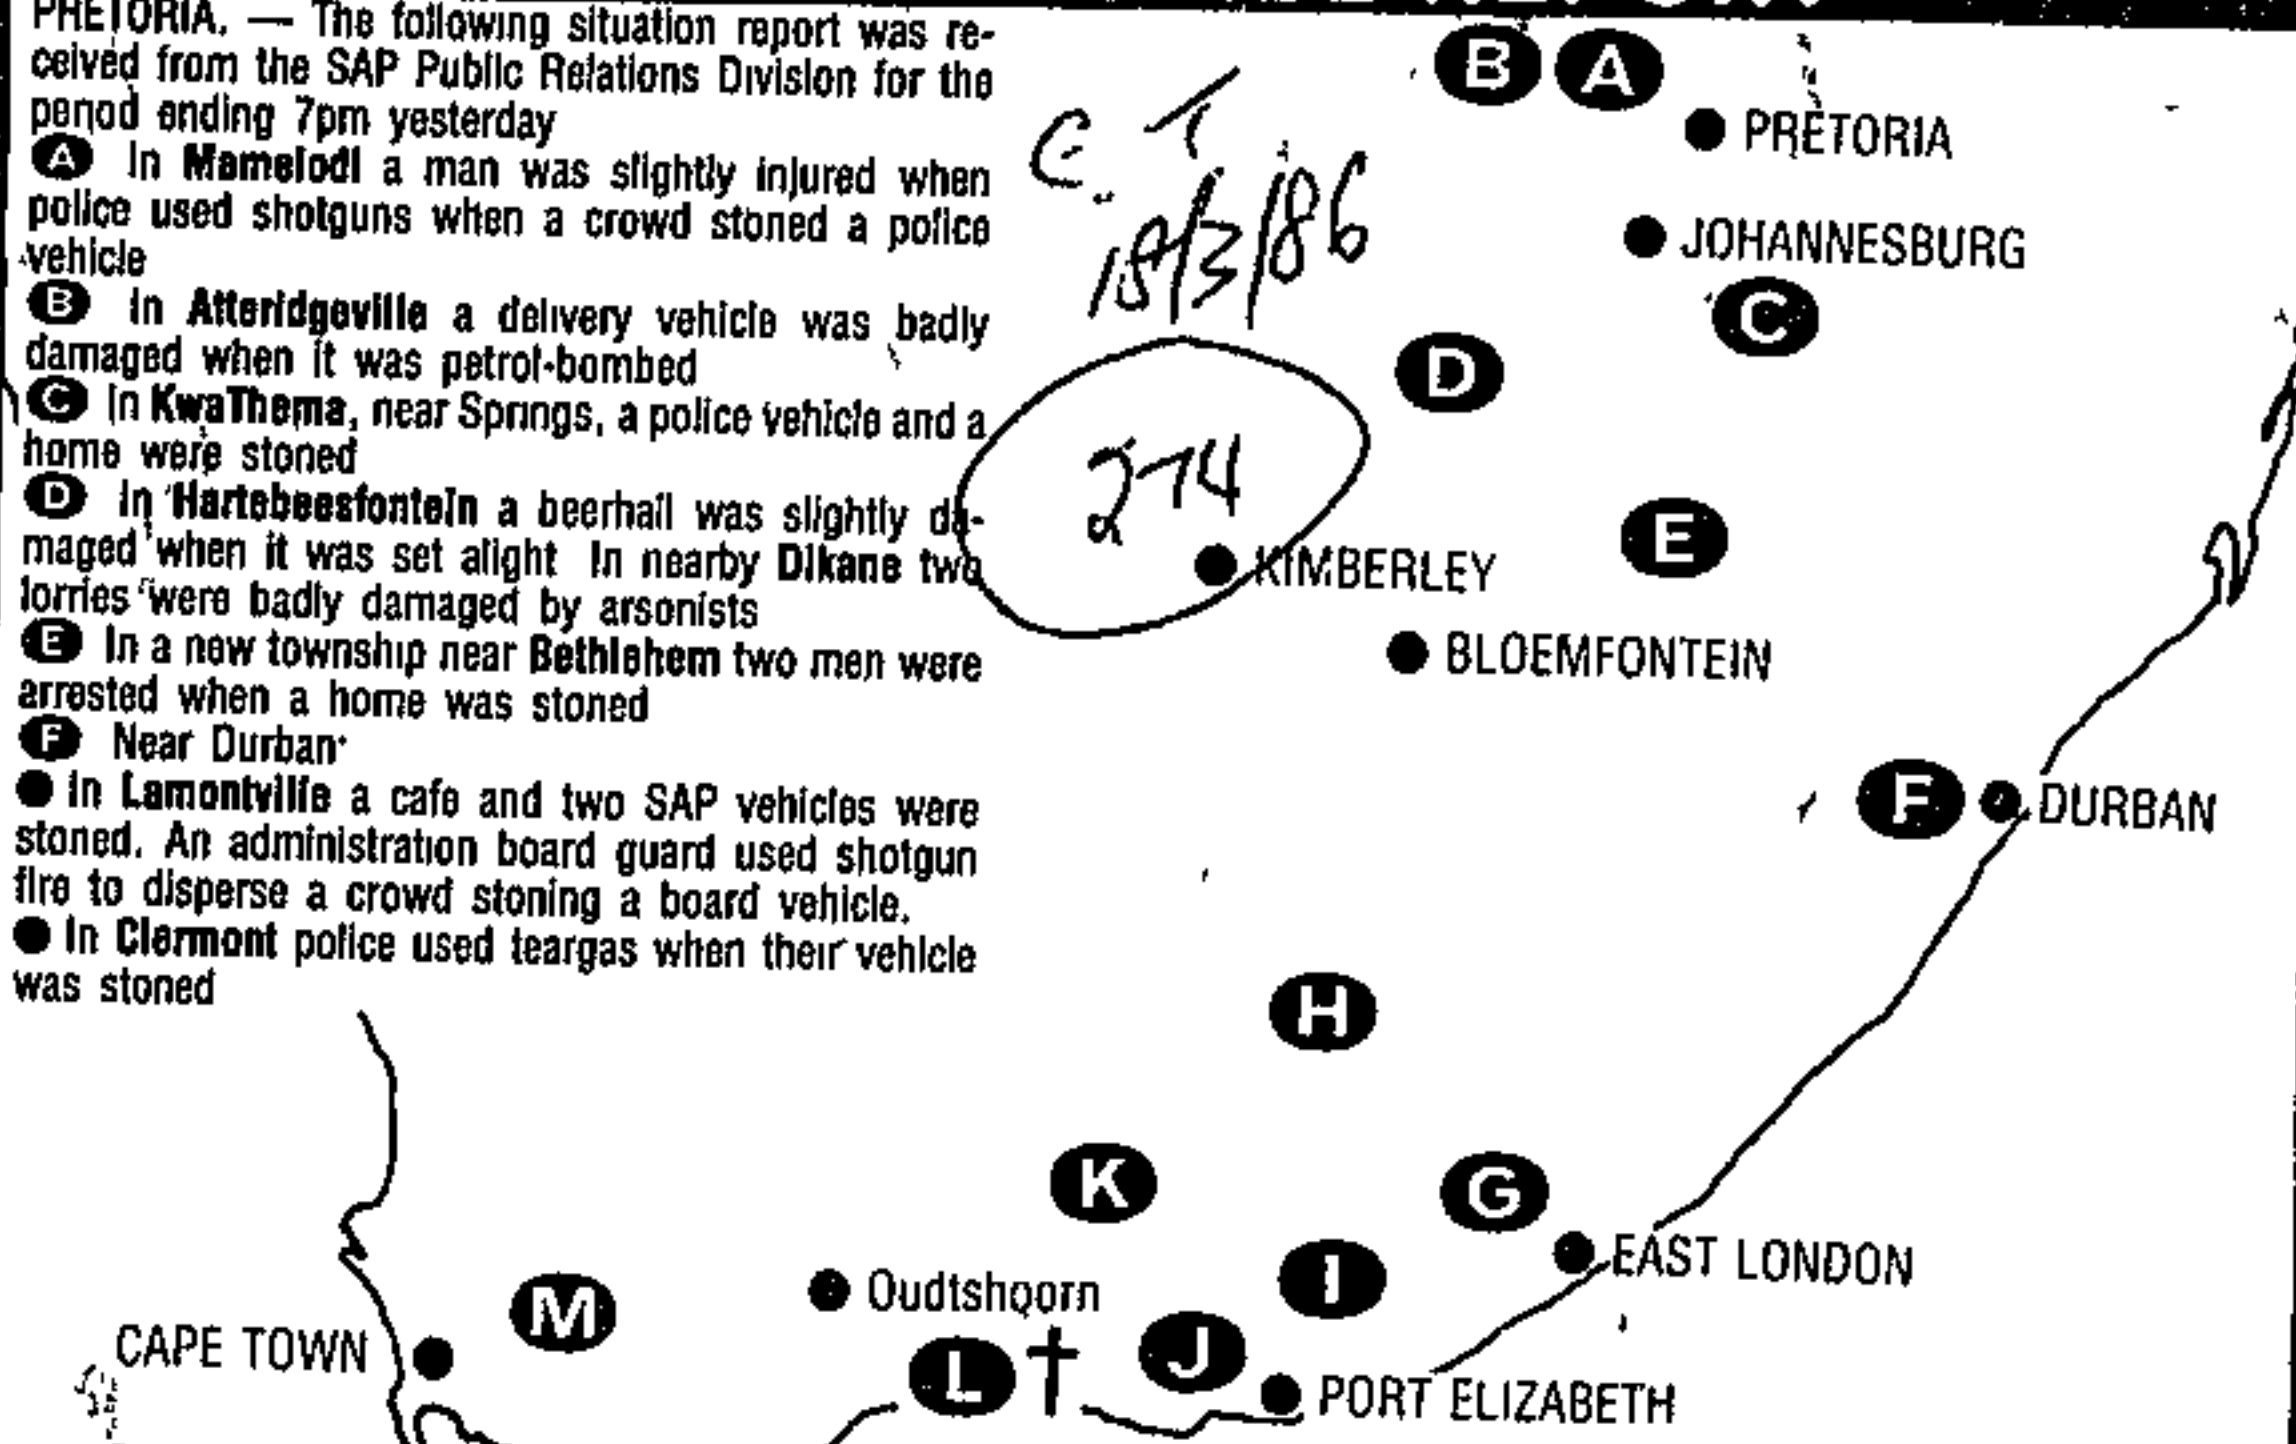 PRETORIA. — The following situation report was re-
ceived from the SAP Public Relations Division for the
period ending 7pm yesterday
A In Mamelodi a man was slightly injured when
police used shotguns when a crowd stoned a police
vehicle
B In Atteridgeville a delivery vehicle was badly
damaged when it was petrol-bombed
C In KwaThema, near Springs, a police vehicle and a
home were stoned
D In Hartebeesfontein a beerhall was slightly da-
maged when it was set alight In nearby Dikane two
lorries were badly damaged by arsonists
E In a new township near Bethlehem two men were
arrested when a home was stoned
F Near Durban
● In Lamontville a cafe and two SAP vehicles were
stoned. An administration board guard used shotgun
fire to disperse a crowd stoning a board vehicle.
● In Clermont police used teargas when their vehicle
was stoned
C.T
18/3/86
274
B A
PRETORIA
JOHANNESBURG
C
D
E
KIMBERLEY
BLOEMFONTEIN
F
DURBAN
H
K
G
EAST LONDON
I
M
Oudtshoorn
CAPE TOWN
L
J
PORT ELIZABETH